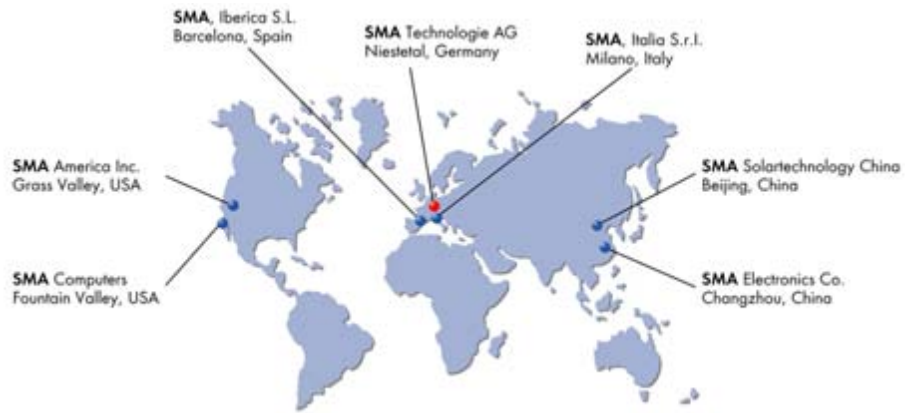 SMA, Iberica S.L.
Barcelona, Spain
SMA Technologie AG
Niestetal, Germany
SMA, Italia S.r.l.
Milano, Italy
SMA America Inc.
Grass Valley, USA
SMA Solartechnology China
Beijing, China
SMA Computers
Fountain Valley, USA
SMA Electronics Co.
Changzhou, China